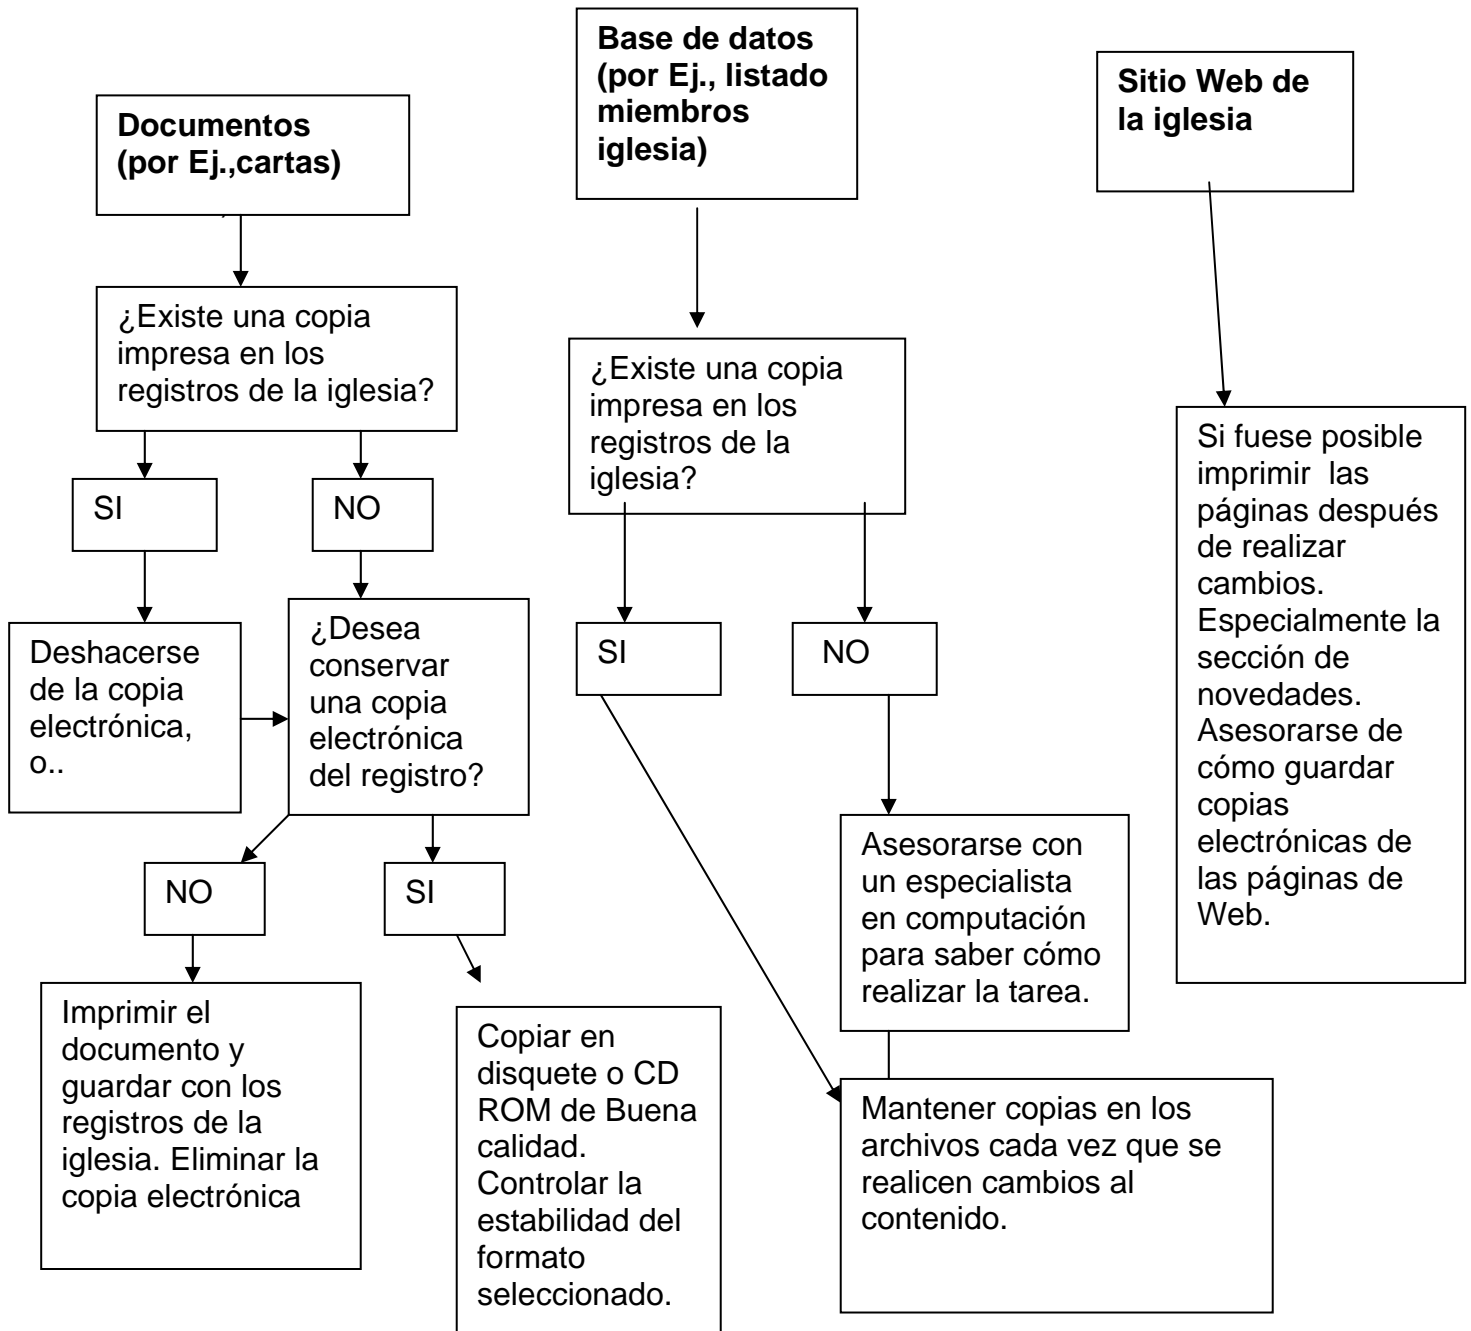 Documentos
(por Ej.,cartas)
¿Existe una copia
impresa en los
registros de la iglesia?
SI
NO
Deshacerse
de la copia
electrónica,
o..
¿Desea
conservar
una copia
electrónica
del registro?
NO
SI
Imprimir el
documento y
guardar con los
registros de la
iglesia. Eliminar la
copia electrónica
Copiar en
disquete o CD
ROM de Buena
calidad.
Controlar la
estabilidad del
formato
seleccionado.
Base de datos
(por Ej., listado
miembros
iglesia)
¿Existe una copia
impresa en los
registros de la
iglesia?
SI
NO
Asesorarse con
un especialista
en computación
para saber cómo
realizar la tarea.
Mantener copias en los
archivos cada vez que se
realicen cambios al
contenido.
Sitio Web de
la iglesia
Si fuese posible
imprimir las
páginas después
de realizar
cambios.
Especialmente la
sección de
novedades.
Asesorarse de
cómo guardar
copias
electrónicas de
las páginas de
Web.